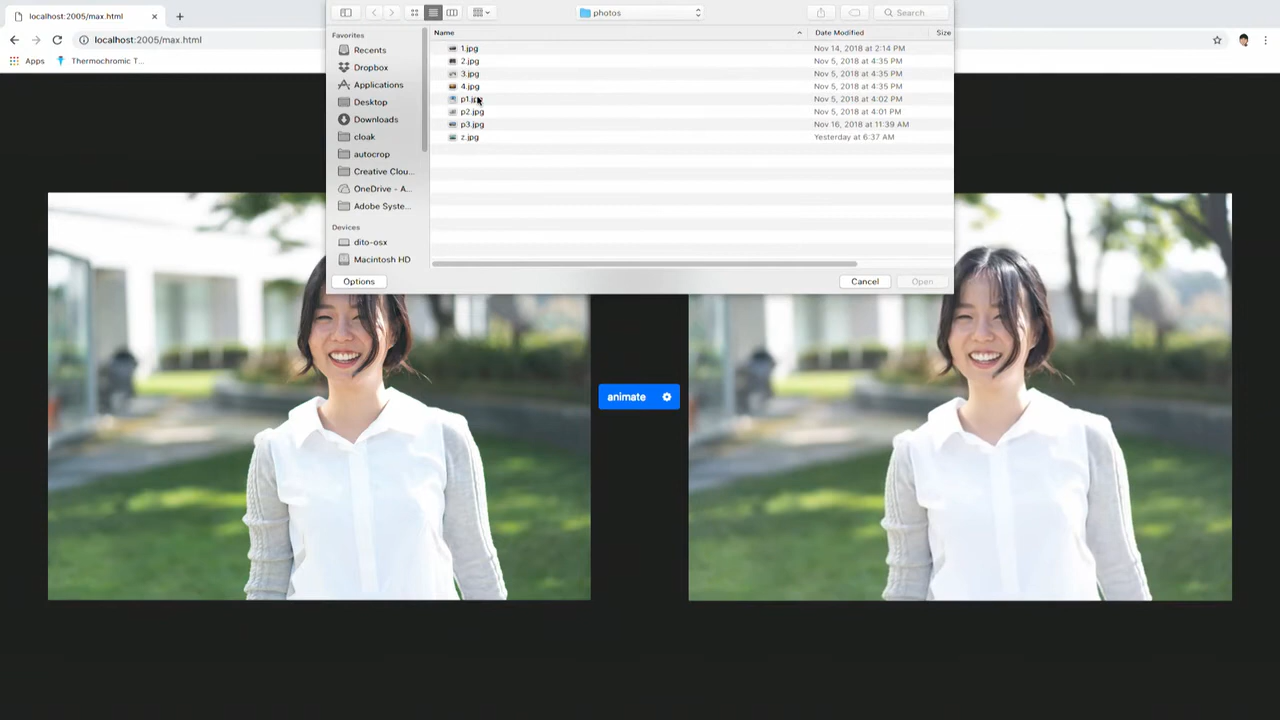 localhost:2005/max.html
localhost:2005/max.html
Apps Thermochromic T...
photos
Search
Favorites
Recents
Dropbox
Applications
Desktop
Downloads
cloak
autocrop
Creative Clou...
OneDrive - A...
Adobe Syste...
Devices
dito-osx
Macintosh HD
Name Date Modified Size
1.jpg Nov 14, 2018 at 2:14 PM
2.jpg Nov 5, 2018 at 4:35 PM
3.jpg Nov 5, 2018 at 4:35 PM
4.jpg Nov 5, 2018 at 4:35 PM
p1.jpg Nov 5, 2018 at 4:02 PM
p2.jpg Nov 5, 2018 at 4:01 PM
p3.jpg Nov 16, 2018 at 11:39 AM
z.jpg Yesterday at 6:37 AM
Options Cancel Open
animate